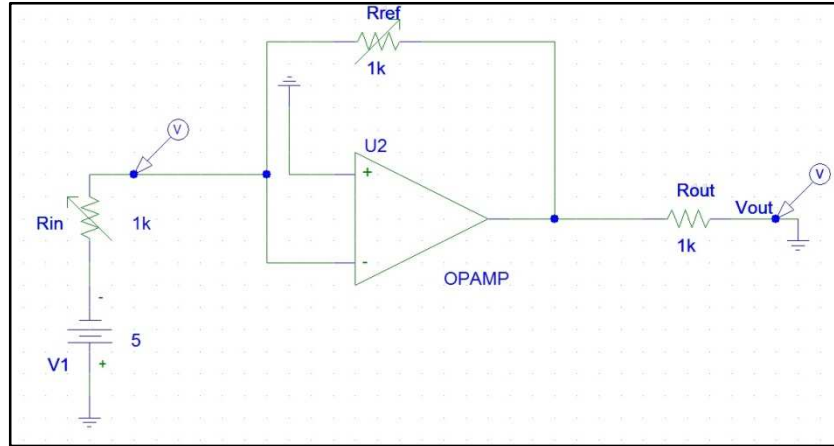 Rref
1k
V
U2
+
-
OPAMP
Rin
1k
-
V1
5
+
Rout
1k
Vout
V